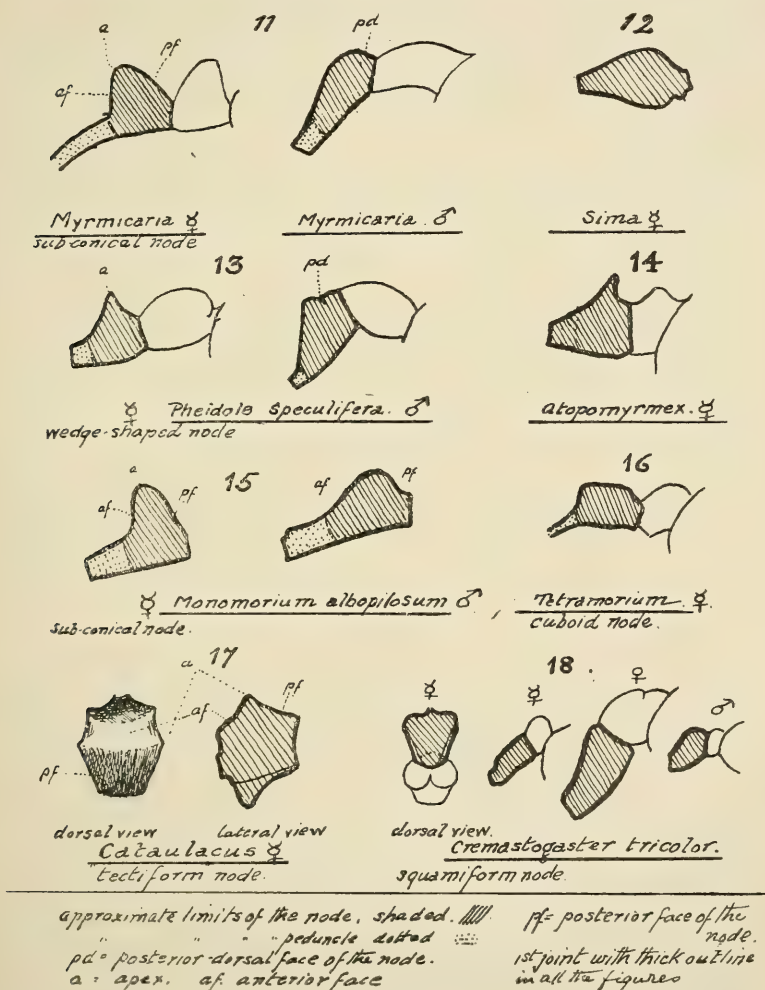 11
12
a
pf
af
pd
Myrmicaria ☿
sub-conical node
Myrmicaria. ♂
Sima ☿
13
14
a
pd
☿ Pheidole Speculifera. ♂
wedge-shaped node
atopomyrmex. ☿
15
16
a
af
pf
af
pf
☿ Monomorium albopilosum ♂
sub-conical node.
Tetramorium. ☿.
cuboid node.
17
18.
a
pf
af
pf
☿
☿
♀
♂
dorsal view
lateral view
Cataulacus ☿
tectiform node.
dorsal view.
Cremastogaster tricolor.
squamiform node.
approximate limits of the node, shaded.
" " " peduncle dotted
pd = posterior-dorsal face of the node.
a = apex. af. anterior face
pf = posterior face of the
node.
1st joint with thick outline
in all the figures